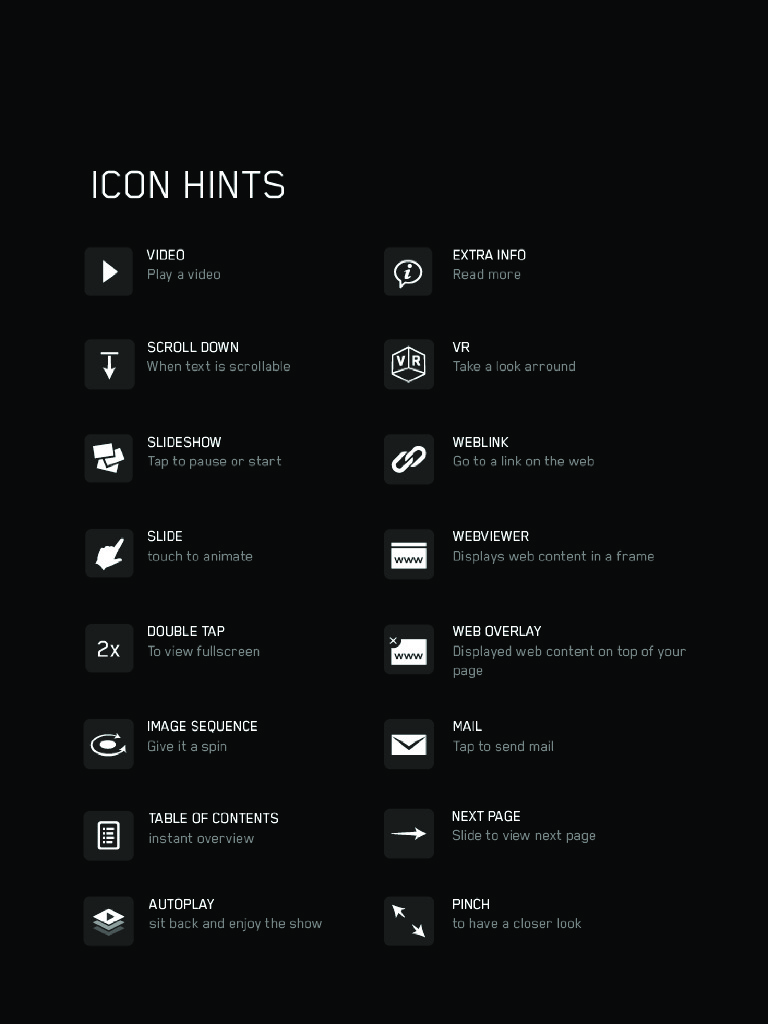 ICON HINTS
VIDEO
Play a video
SCROLL DOWN
When text is scrollable
SLIDESHOW
Tap to pause or start
SLIDE
touch to animate
2x
DOUBLE TAP
To view fullscreen
IMAGE SEQUENCE
Give it a spin
TABLE OF CONTENTS
instant overview
AUTOPLAY
sit back and enjoy the show
i
EXTRA INFO
Read more
VR
VR
Take a look arround
WEBLINK
Go to a link on the web
www
WEBVIEWER
Displays web content in a frame
x
www
WEB OVERLAY
Displayed web content on top of your
page
MAIL
Tap to send mail
NEXT PAGE
Slide to view next page
PINCH
to have a closer look